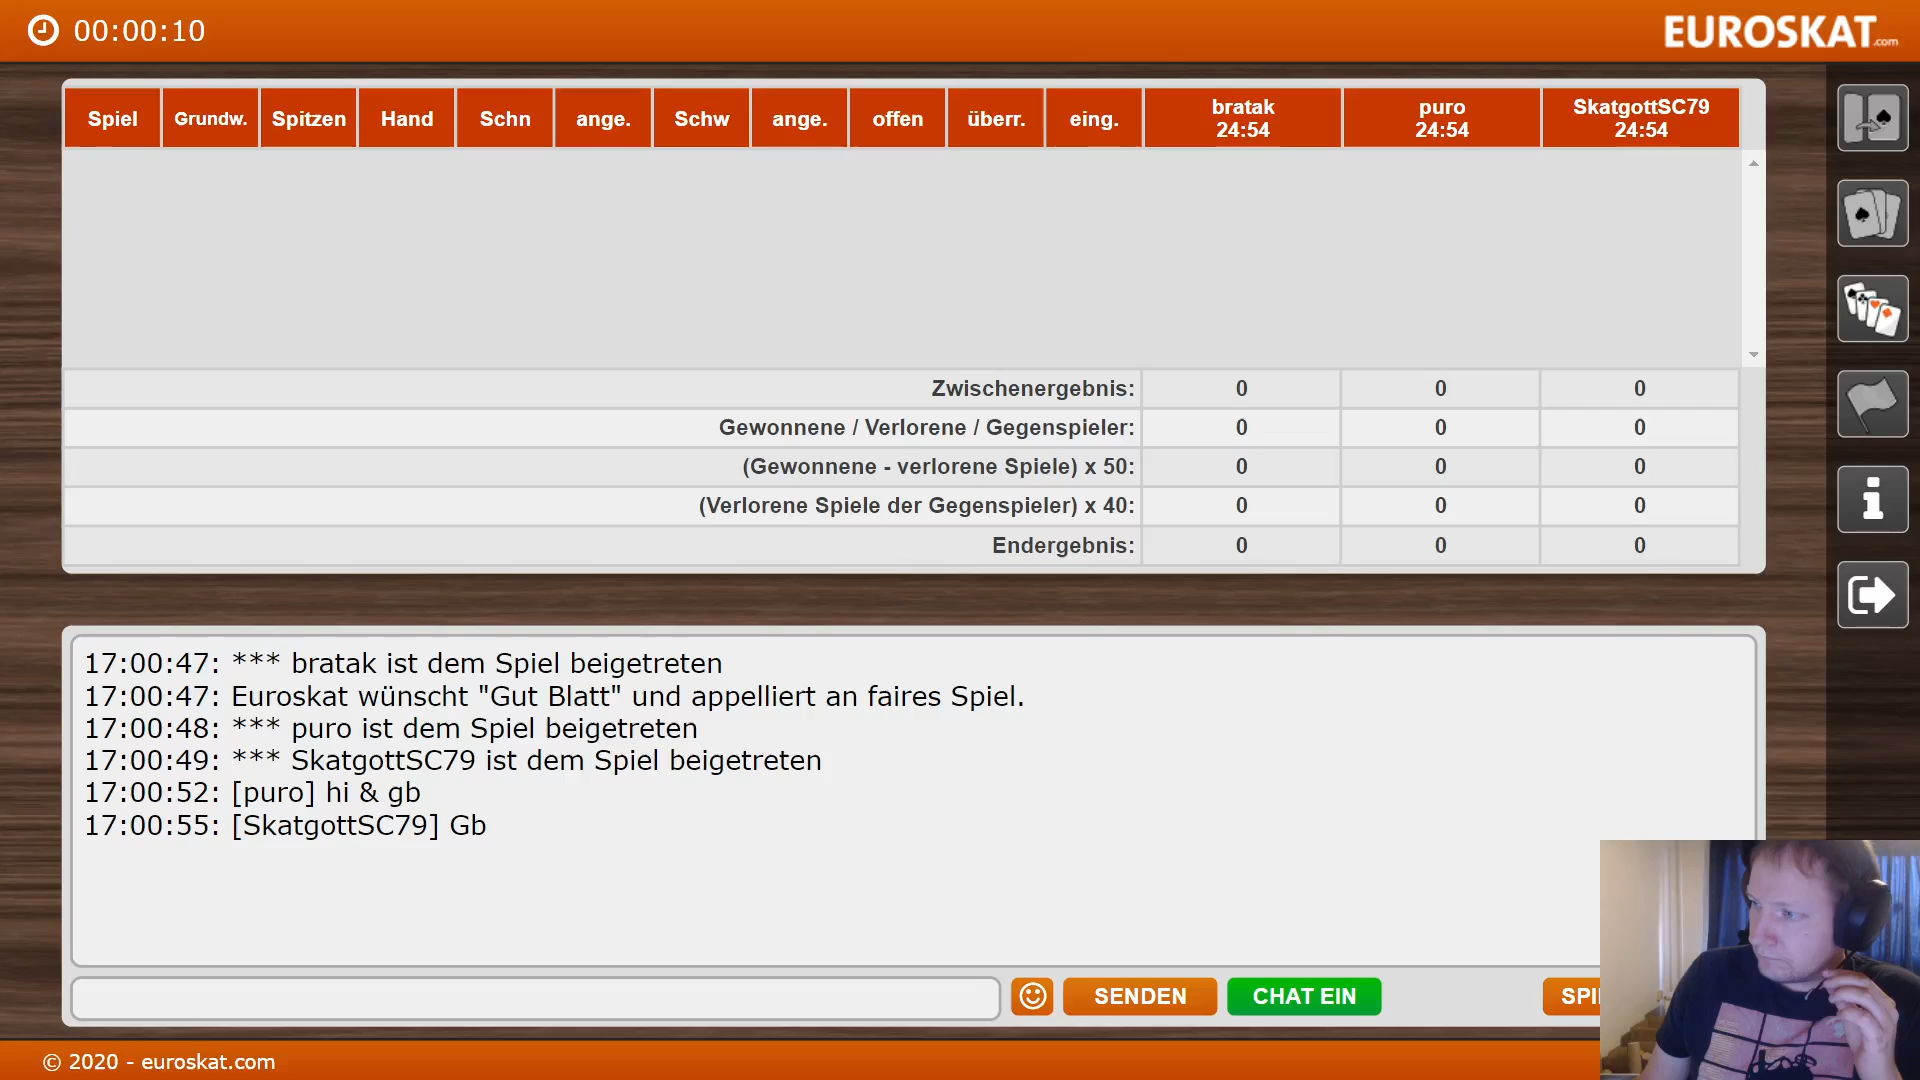 00:00:10
EUROSKAT.com
Spiel Grundw. Spitzen Hand Schn ange. Schw ange. offen überr. eing. bratak puro SkatgottSC79
24:54 24:54 24:54
Zwischenergebnis: 0 0 0
Gewonnene / Verlorene / Gegenspieler: 0 0 0
(Gewonnene - verlorene Spiele) x 50: 0 0 0
(Verlorene Spiele der Gegenspieler) x 40: 0 0 0
Endergebnis: 0 0 0
17:00:47: *** bratak ist dem Spiel beigetreten
17:00:47: Euroskat wünscht "Gut Blatt" und appelliert an faires Spiel.
17:00:48: *** puro ist dem Spiel beigetreten
17:00:49: *** SkatgottSC79 ist dem Spiel beigetreten
17:00:52: [puro] hi & gb
17:00:55: [SkatgottSC79] Gb
SENDEN CHAT EIN
© 2020 - euroskat.com